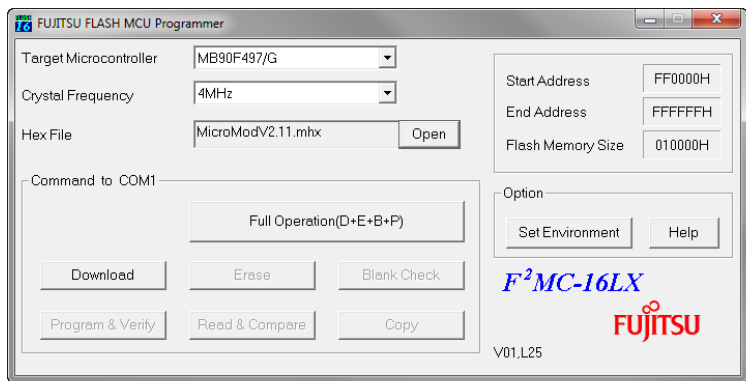 FUJITSU FLASH MCU Programmer
Target Microcontroller MB90F497/G
Crystal Frequency 4MHz
Hex File MicroModV2.11.mhx Open
Start Address FF0000H
End Address FFFFFFH
Flash Memory Size 010000H
Command to COM1
Full Operation(D+E+B+P)
Download Erase Blank Check
Program & Verify Read & Compare Copy
Option
Set Environment Help
F²MC-16LX
FUJITSU
V01,L25